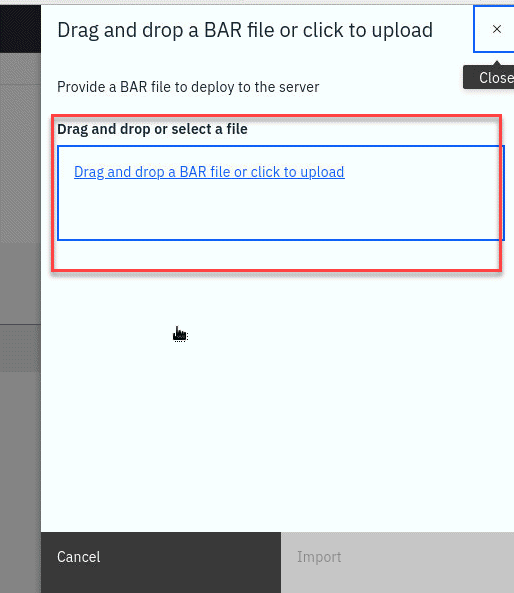 Drag and drop a BAR file or click to upload
Close
Provide a BAR file to deploy to the server
Drag and drop or select a file
Drag and drop a BAR file or click to upload
Cancel
Import